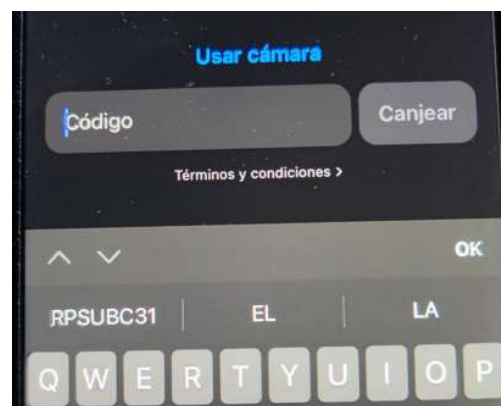 Usar cámara
Código
Canjear
Términos y condiciones >
OK
RPSUBC31 EL LA
Q W E R T Y U I O P